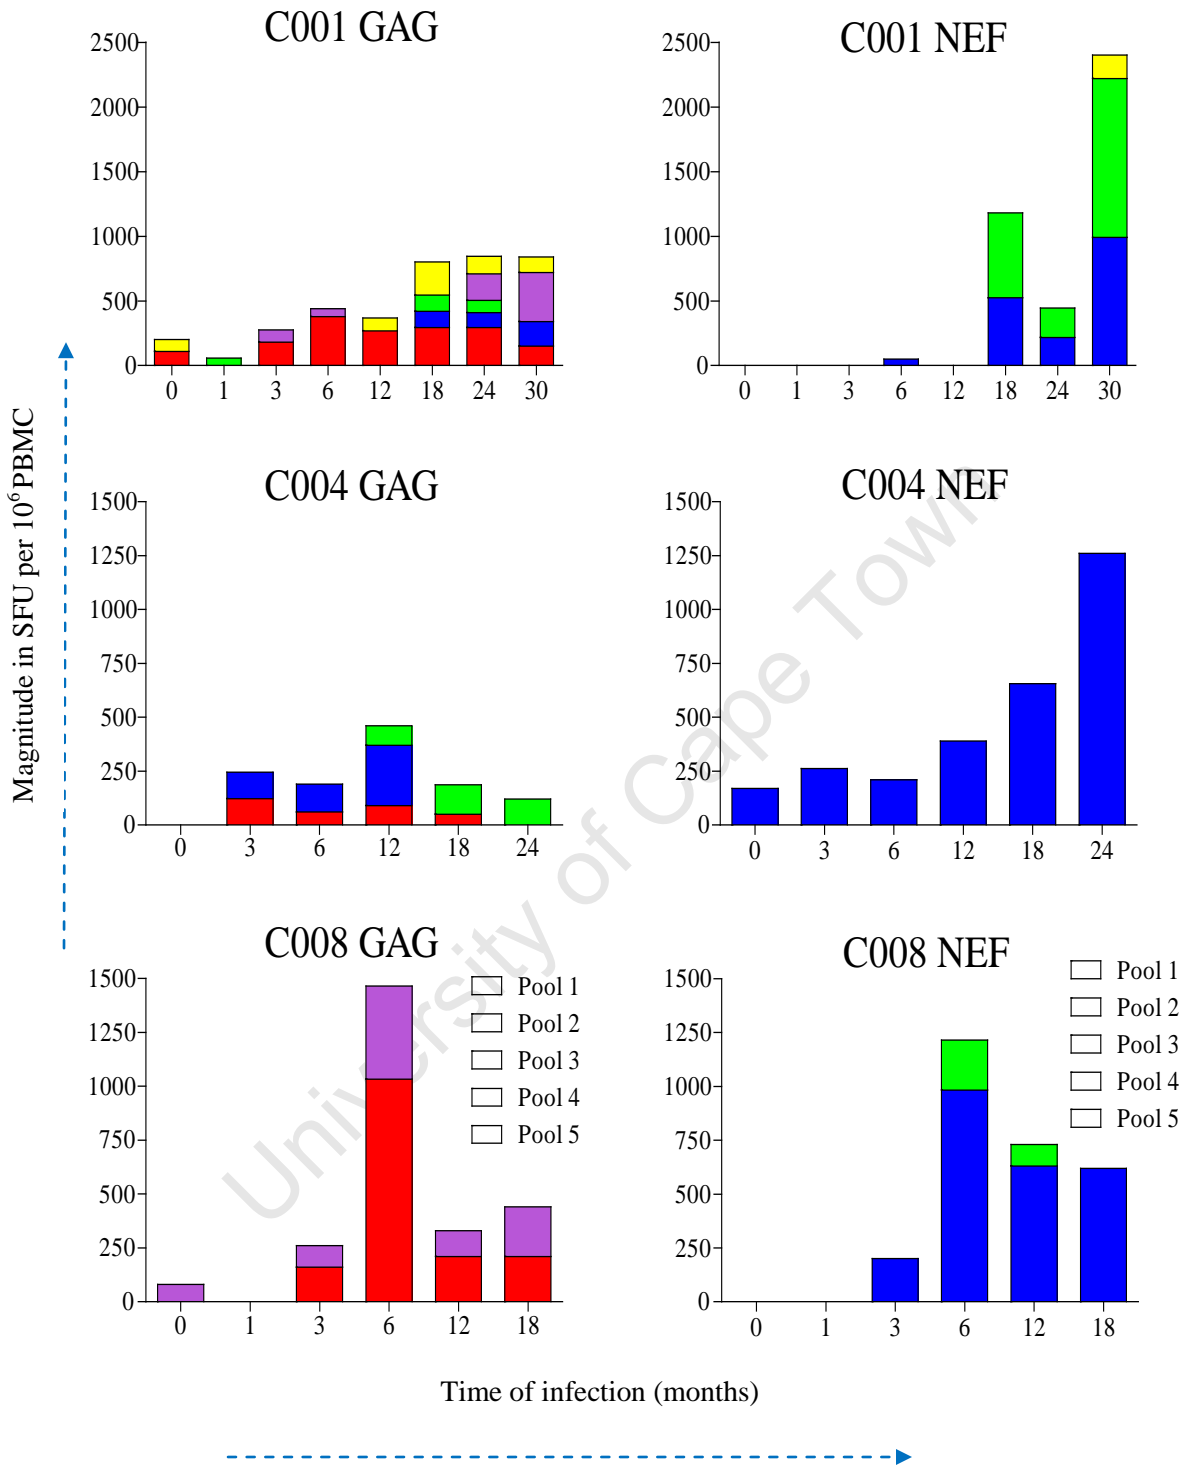 C001 GAG
2500
2000
1500
1000
500
0
0 1 3 6 12 18 24 30
C001 NEF
2500
2000
1500
1000
500
0
0 1 3 6 12 18 24 30
Magnitude in SFU per 10⁶ PBMC
C004 GAG
1500
1250
1000
750
500
250
0
0 3 6 12 18 24
C004 NEF
1500
1250
1000
750
500
250
0
0 3 6 12 18 24
C008 GAG
1500
1250
1000
750
500
250
0
0 1 3 6 12 18
Pool 1
Pool 2
Pool 3
Pool 4
Pool 5
C008 NEF
1500
1250
1000
750
500
250
0
0 1 3 6 12 18
Pool 1
Pool 2
Pool 3
Pool 4
Pool 5
Time of infection (months)
University of Cape Town